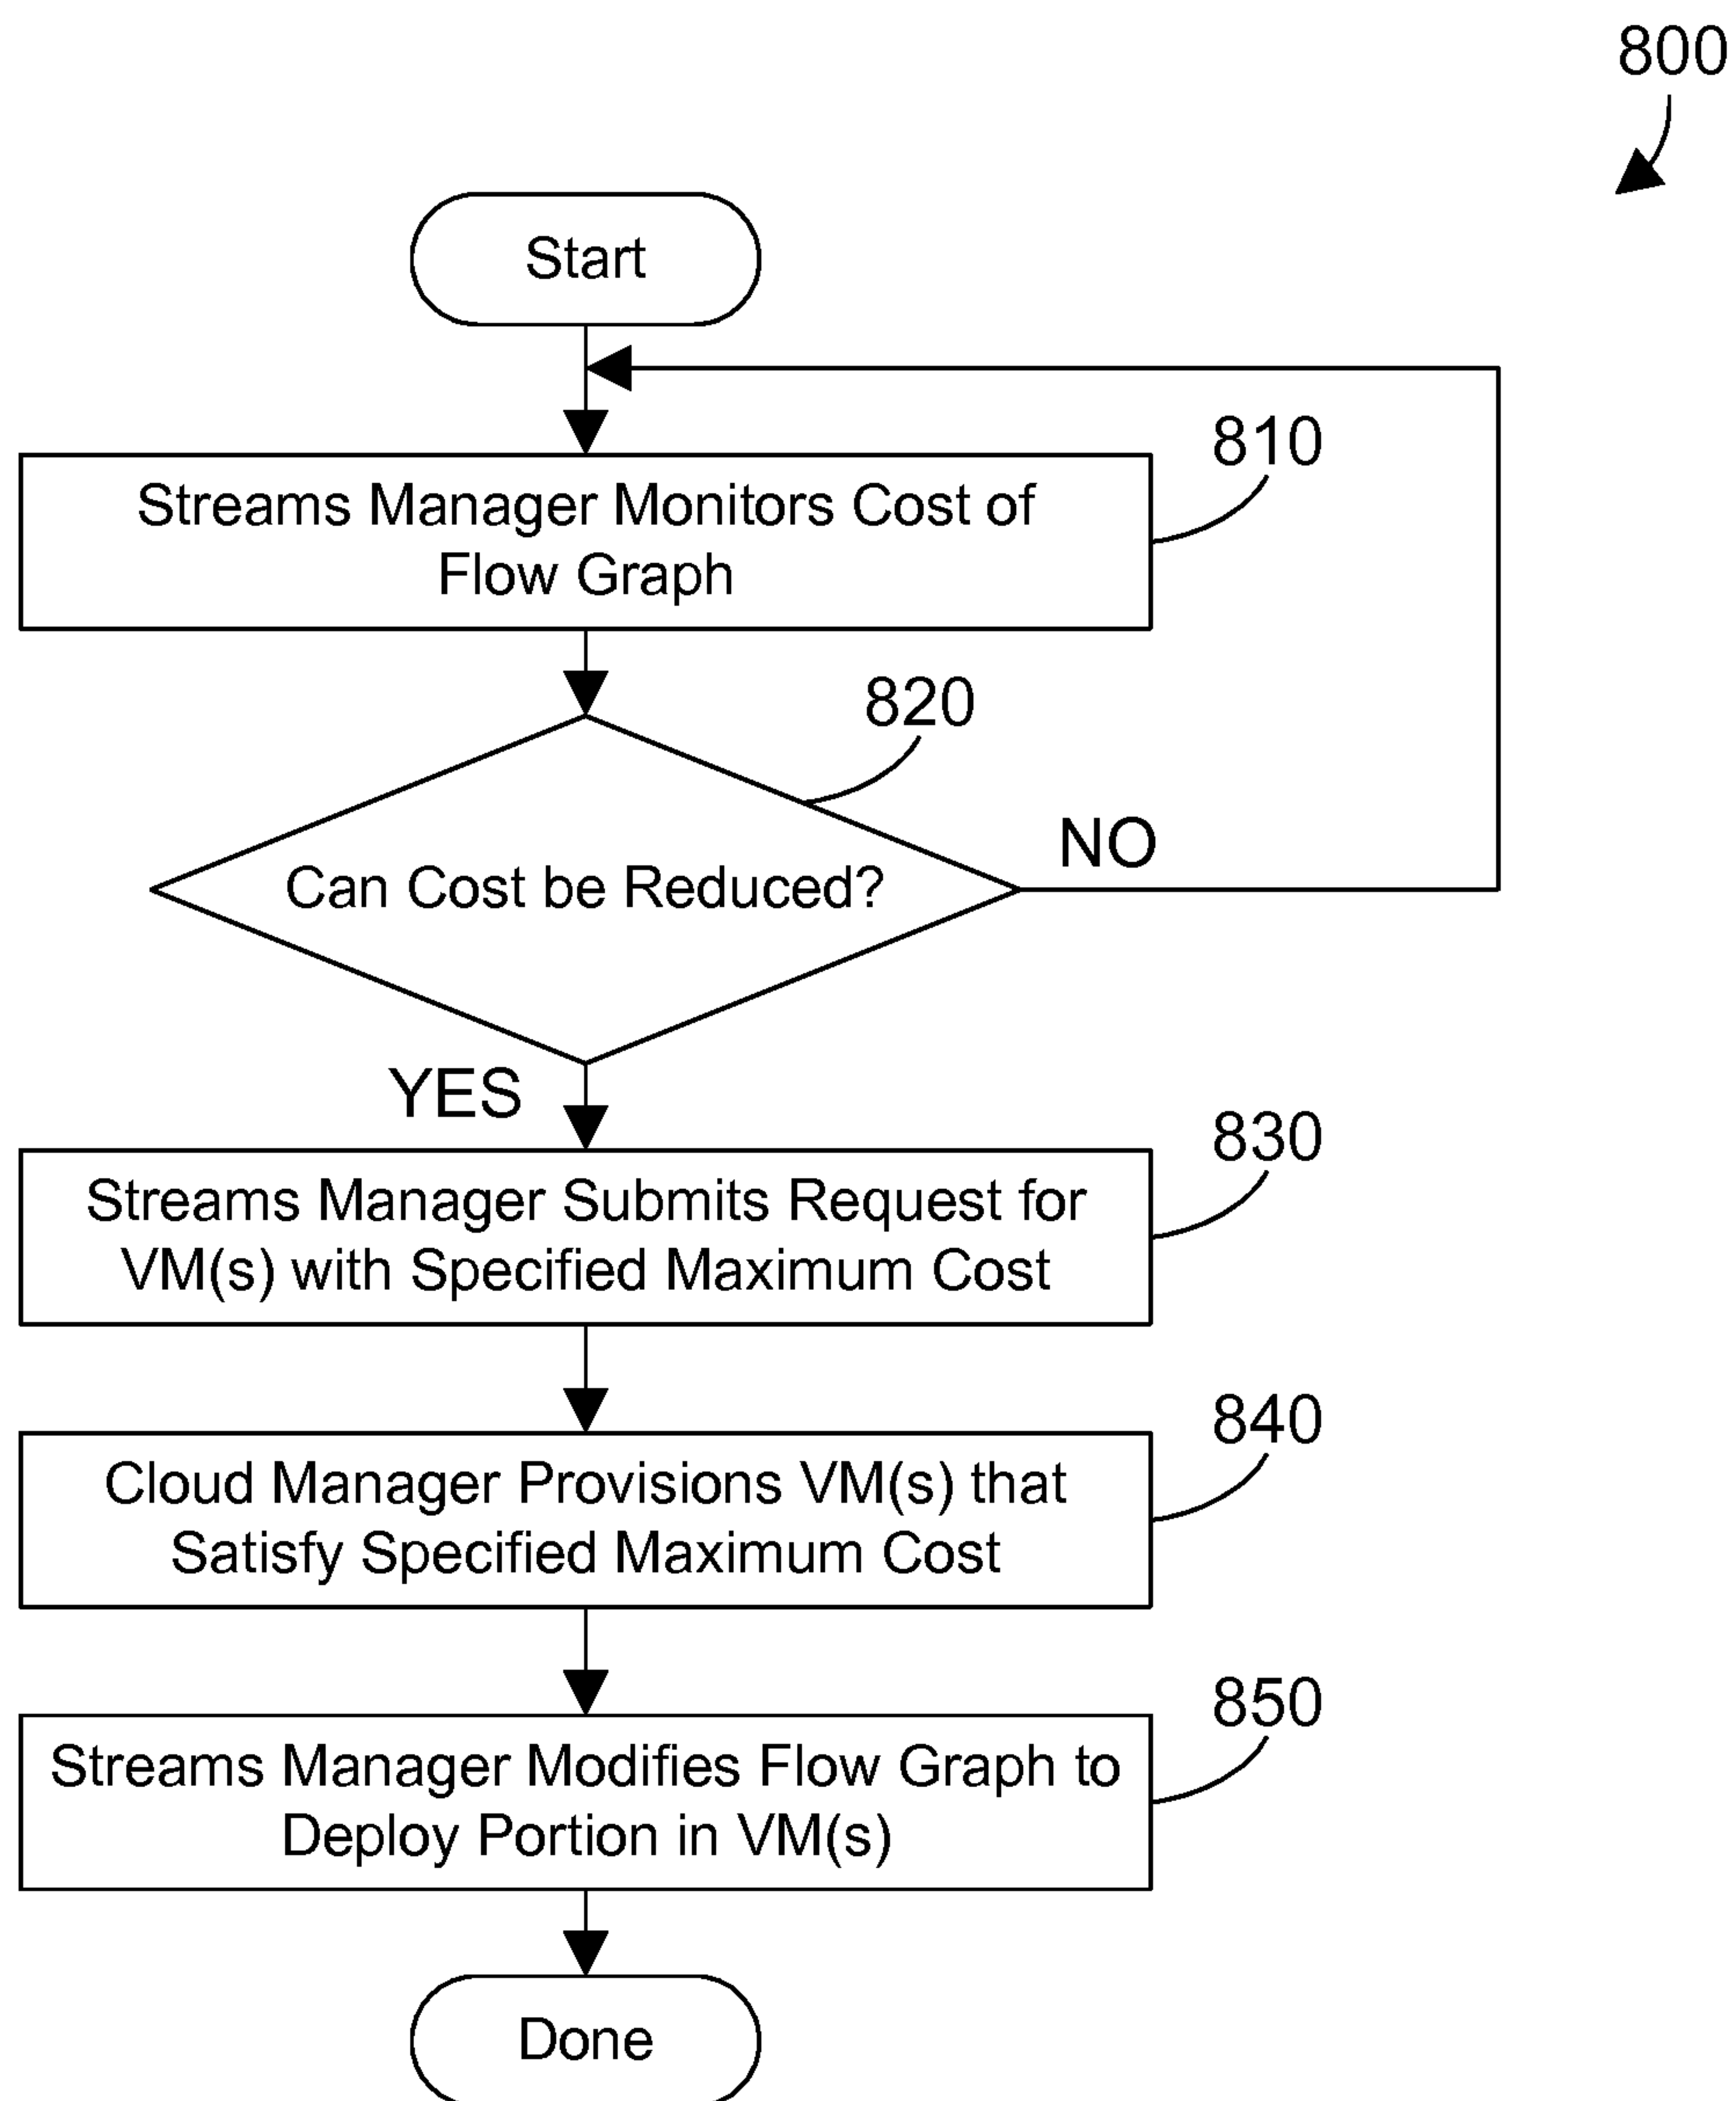 800
Start
810
Streams Manager Monitors Cost of
Flow Graph
820
Can Cost be Reduced?
NO
YES
830
Streams Manager Submits Request for
VM(s) with Specified Maximum Cost
840
Cloud Manager Provisions VM(s) that
Satisfy Specified Maximum Cost
850
Streams Manager Modifies Flow Graph to
Deploy Portion in VM(s)
Done